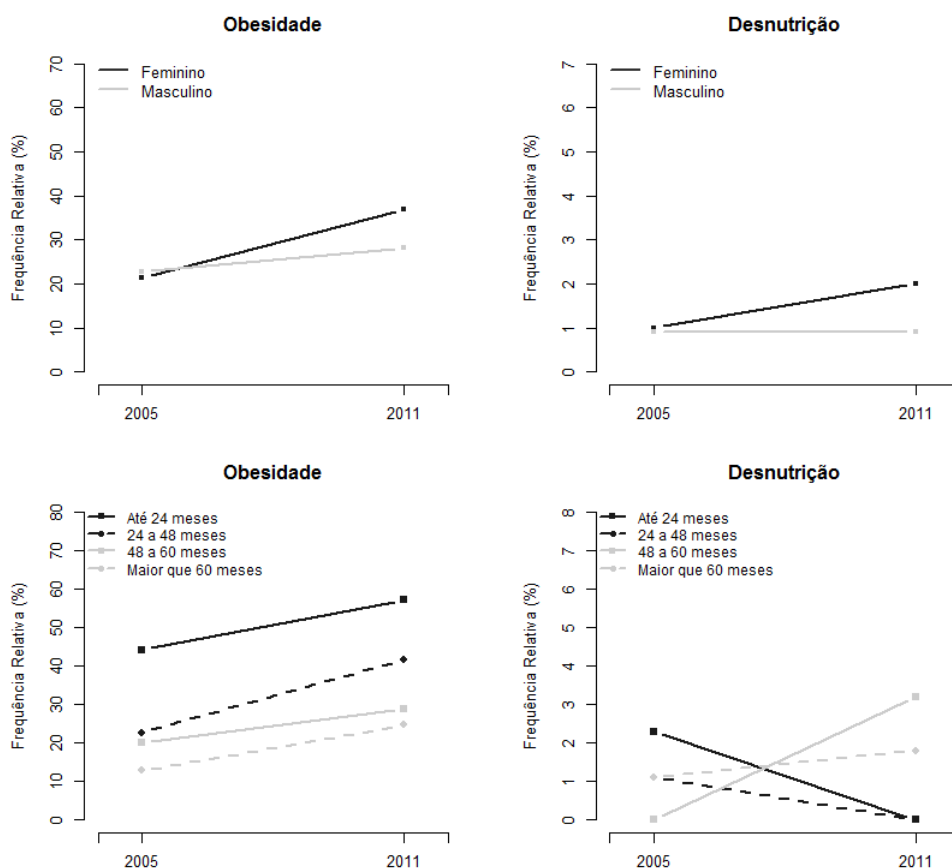 Obesidade
Feminino
Masculino
Frequência Relativa (%)
70
60
50
40
30
20
10
0
2005 2011
Desnutrição
Feminino
Masculino
Frequência Relativa (%)
7
6
5
4
3
2
1
0
2005 2011
Obesidade
Até 24 meses
24 a 48 meses
48 a 60 meses
Maior que 60 meses
Frequência Relativa (%)
80
70
60
50
40
30
20
10
0
2005 2011
Desnutrição
Até 24 meses
24 a 48 meses
48 a 60 meses
Maior que 60 meses
Frequência Relativa (%)
8
7
6
5
4
3
2
1
0
2005 2011